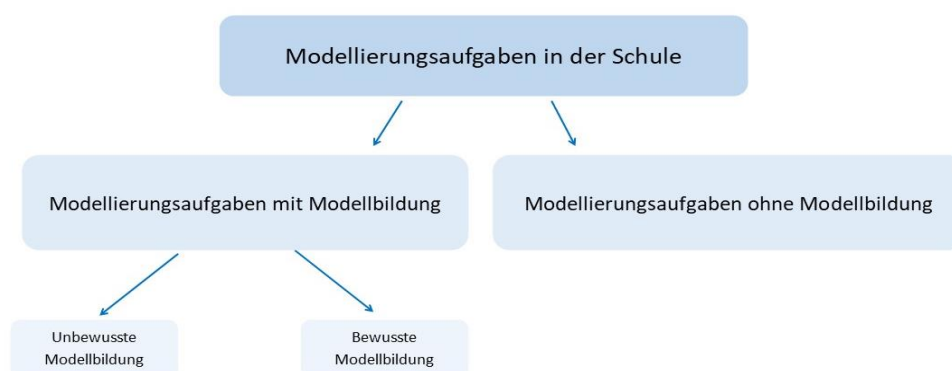 Modellierungsaufgaben in der Schule
Modellierungsaufgaben mit Modellbildung
Modellierungsaufgaben ohne Modellbildung
Unbewusste
Modellbildung
Bewusste
Modellbildung